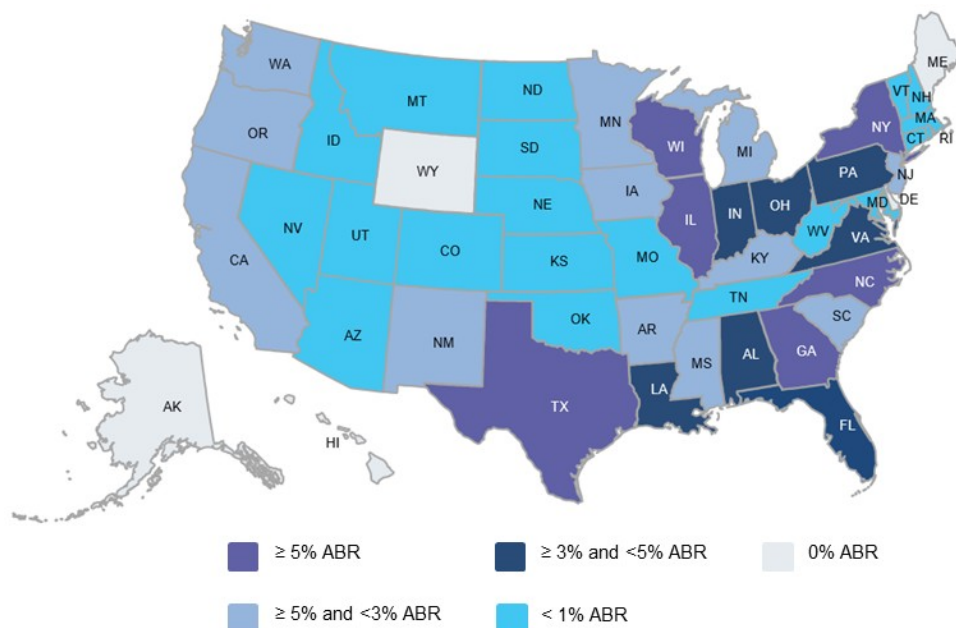 WA
ME
MT
ND
VT
NH
OR
MN
MA
NY
ID
WI
CT
RI
SD
MI
WY
PA
NJ
IA
NE
OH
MD
DE
IL
IN
NV
WV
UT
VA
CO
CA
KS
MO
KY
NC
TN
OK
AZ
NM
AR
SC
MS
AL
GA
AK
TX
LA
FL
HI
≥ 5% ABR
≥ 3% and <5% ABR
0% ABR
≥ 5% and <3% ABR
< 1% ABR